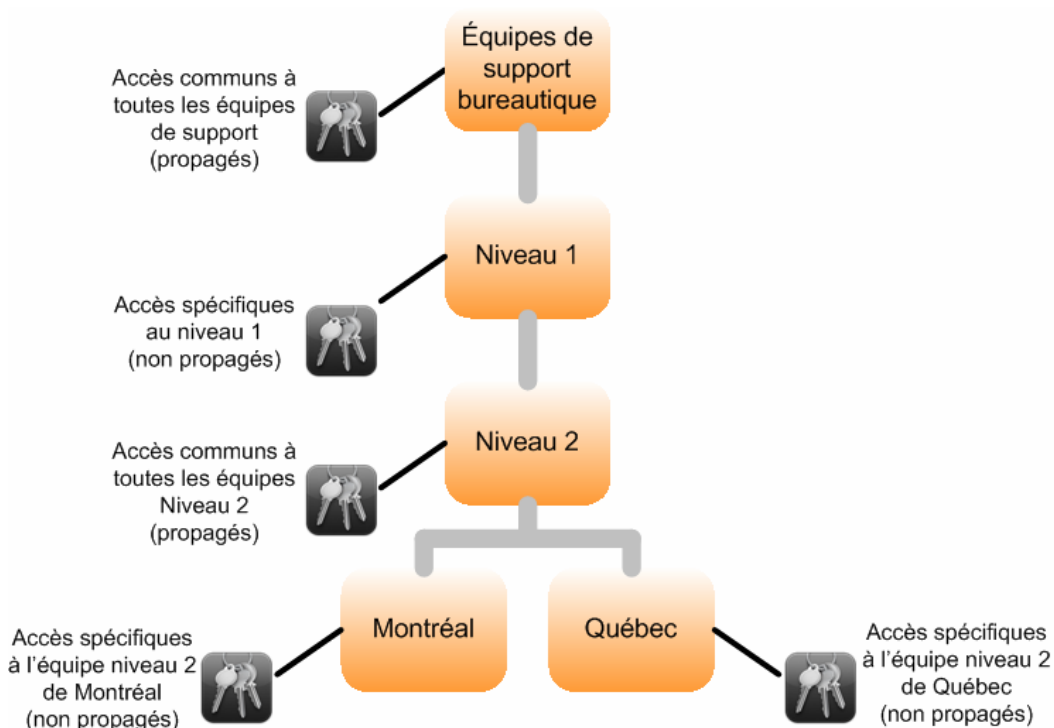 Équipes de
support
bureautique
Accès communs à
toutes les équipes
de support
(propagés)
Niveau 1
Accès spécifiques
au niveau 1
(non propagés)
Niveau 2
Accès communs à
toutes les équipes
Niveau 2
(propagés)
Montréal
Québec
Accès spécifiques
à l'équipe niveau 2
de Montréal
(non propagés)
Accès spécifiques
à l'équipe niveau 2
de Québec
(non propagés)